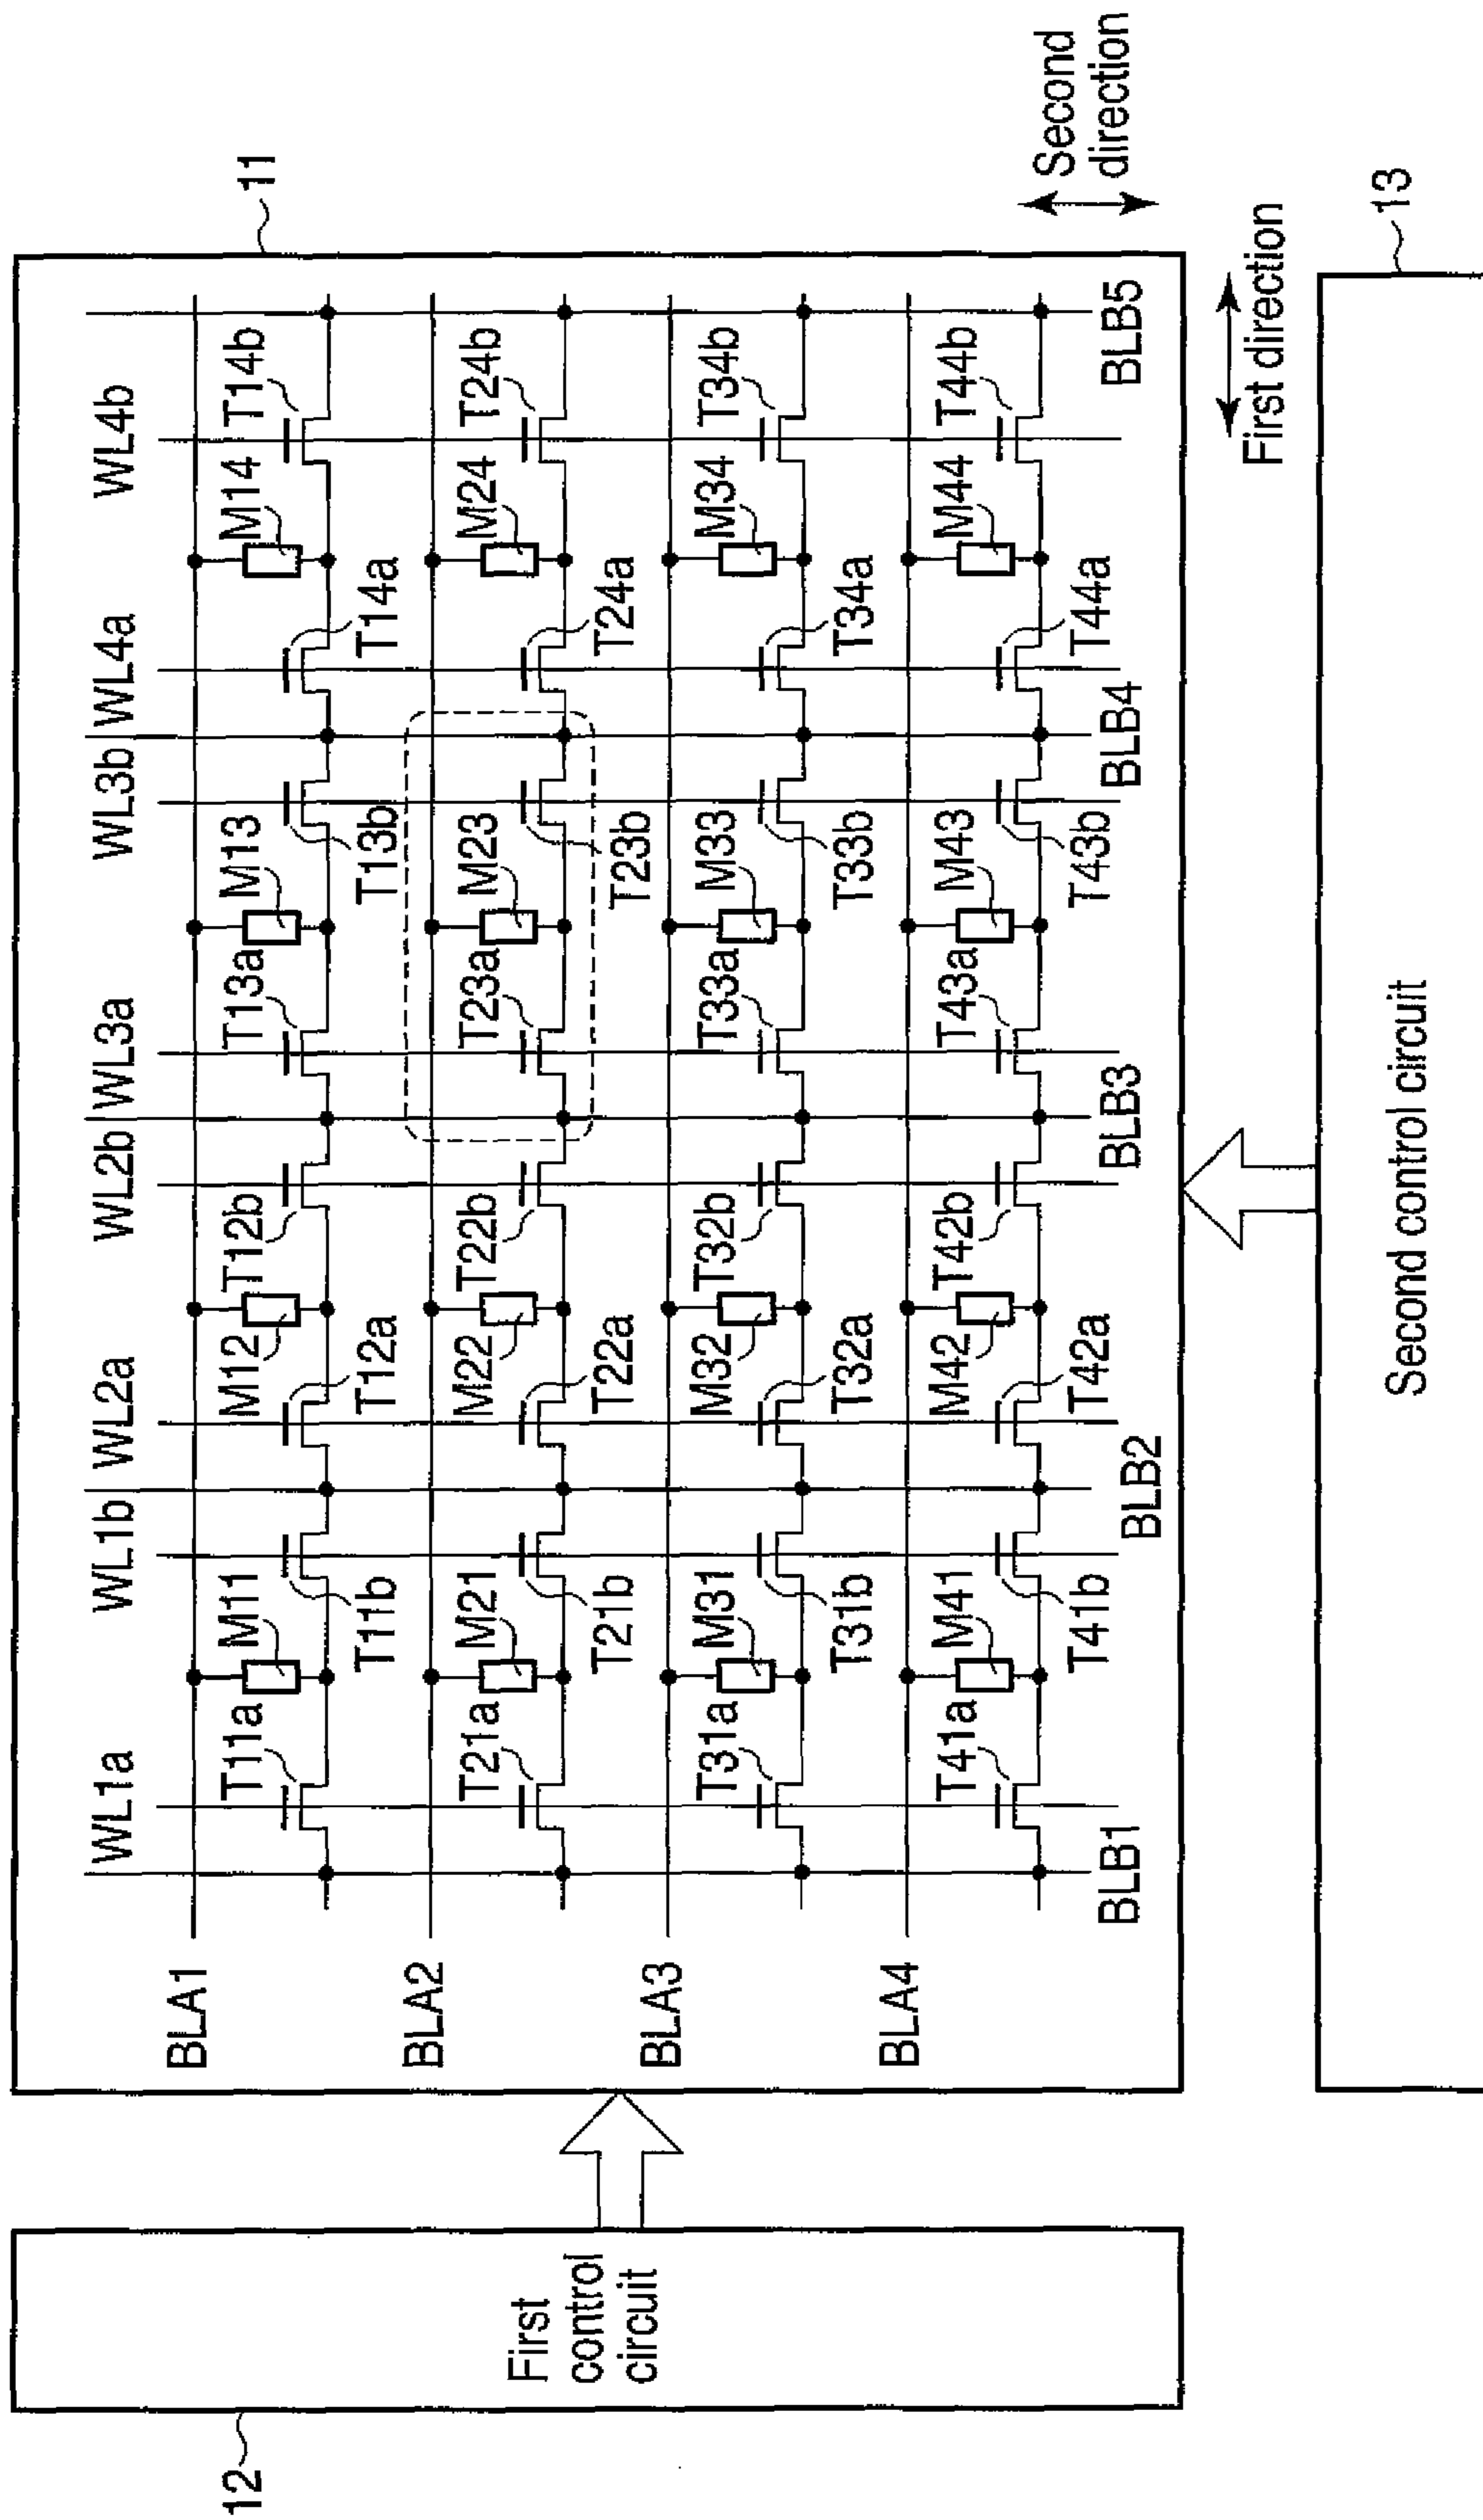 11
WL1a
WL1b
WL2a
WL2b
WL3a
WL3b
WL4a
WL4b
BLA1
T11a
M11
T11b
M12
T12a
T12b
T13a
M13
T13b
T14a
M14
T14b
BLA2
T21a
M21
T21b
M22
T22a
T22b
T23a
M23
T23b
T24a
M24
T24b
BLA3
T31a
M31
T31b
M32
T32a
T32b
T33a
M33
T33b
T34a
M34
T34b
BLA4
T41a
M41
T41b
M42
T42a
T42b
T43a
M43
T43b
T44a
M44
T44b
BLB1
BLB2
BLB3
BLB4
BLB5
12
First
control
circuit
Second
direction
First direction
13
Second control circuit